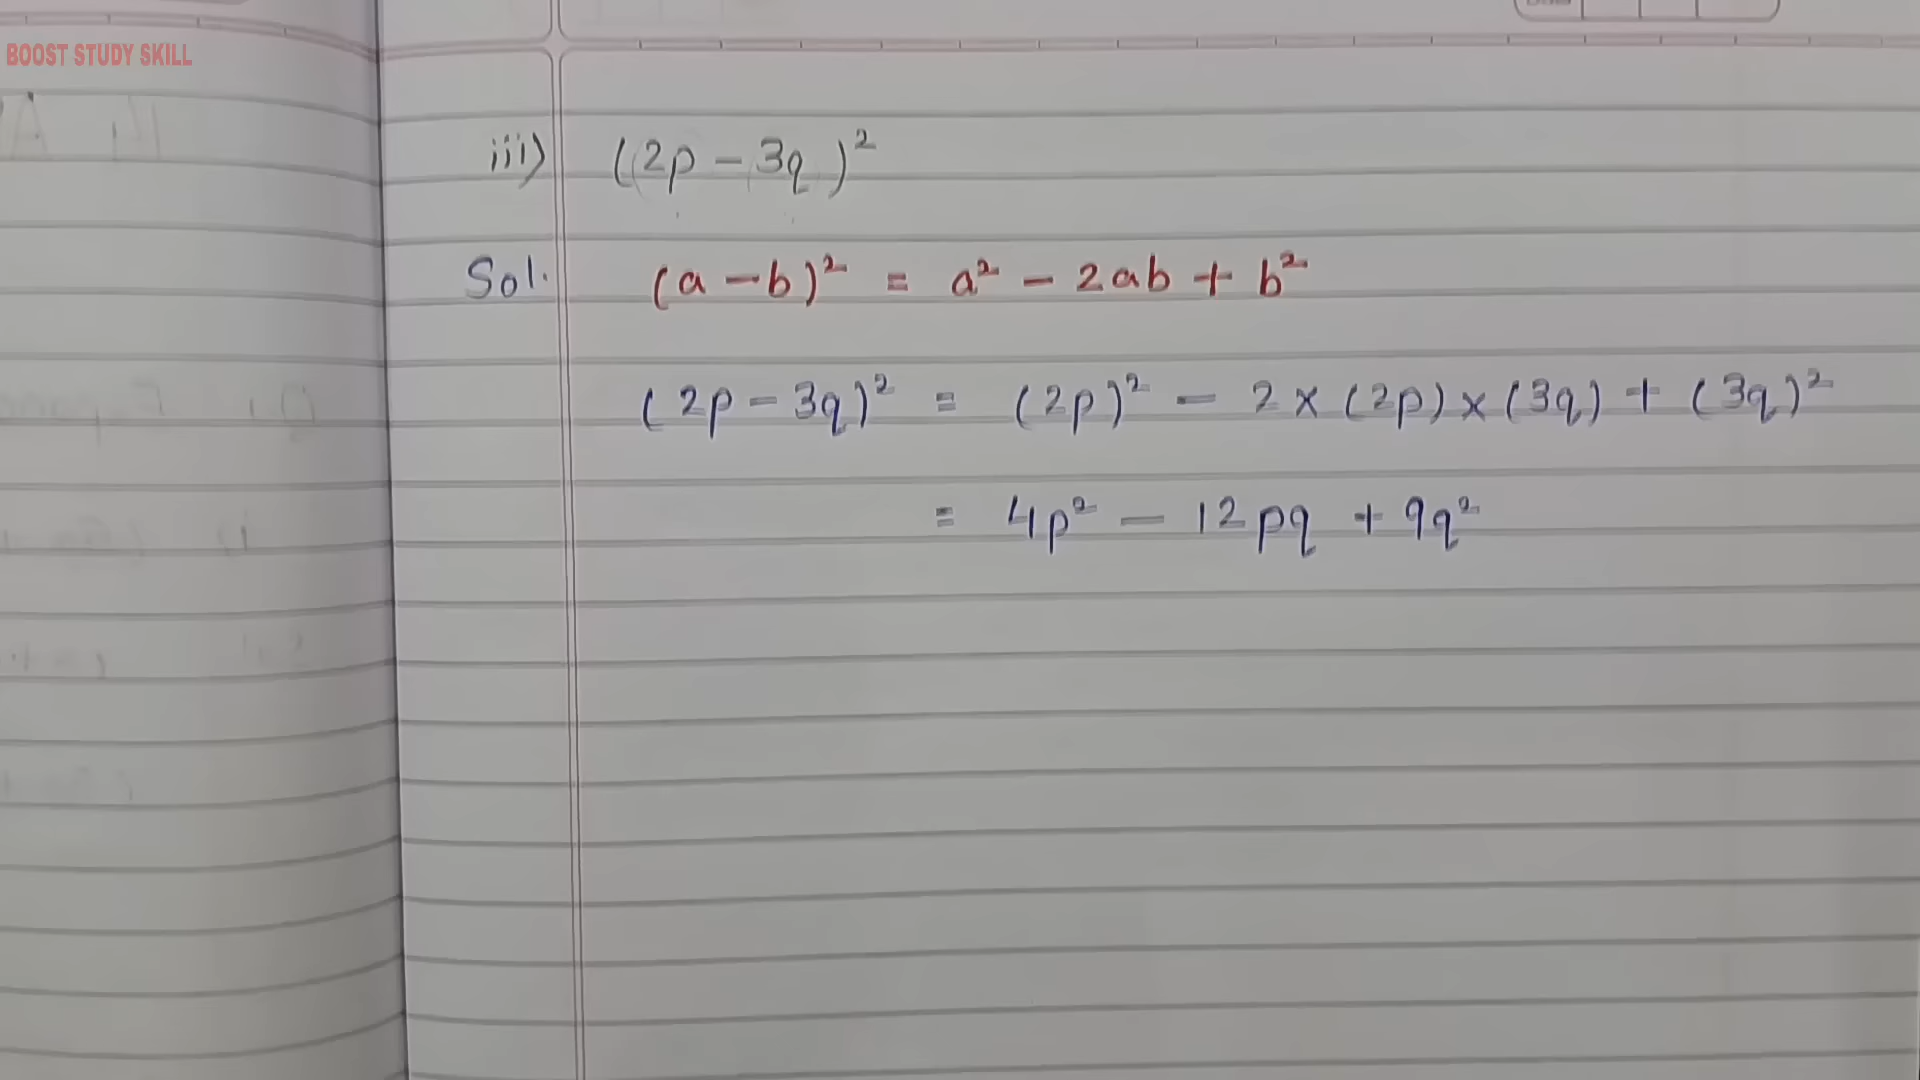 BOOST STUDY SKILL
iii) (2p - 3q)²
Sol. (a - b)² = a² - 2ab + b²
(2p - 3q)² = (2p)² - 2 × (2p) × (3q) + (3q)²
= 4p² - 12pq + 9q²